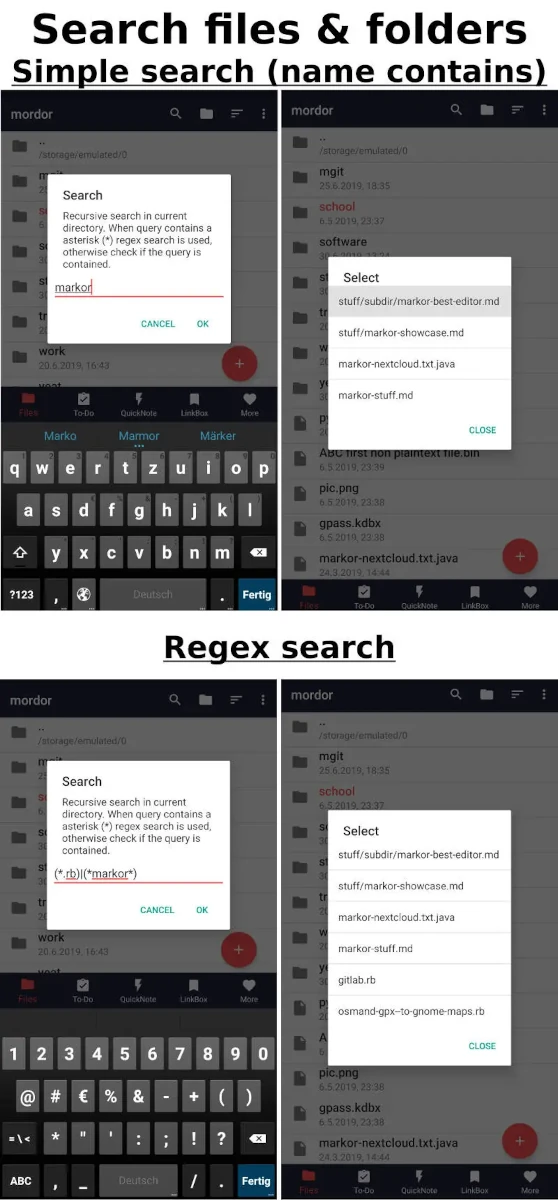 Search files & folders
Simple search (name contains)
mordor
..
/storage/emulated/0
Search
Recursive search in current
directory. When query contains a
asterisk (*) regex search is used,
otherwise check if the query is
contained.
markor
CANCEL OK
work
20.6.2019, 16:43
Files To-Do QuickNote LinkBox More
Marko Marmor Märker
q w e r t z u i o p
a s d f g h j k l
y x c v b n m
?123 , Deutsch . Fertig
mordor
..
/storage/emulated/0
mgit
25.6.2019, 18:35
school
6.5.2019, 23:37
software
Select
stuff/subdir/markor-best-editor.md
stuff/markor-showcase.md
markor-nextcloud.txt.java
markor-stuff.md
CLOSE
ABC first non plaintext file.bin
6.5.2019, 23:39
pic.png
6.5.2019, 23:38
gpass.kdbx
6.5.2019, 23:38
markor-nextcloud.txt.java
24.3.2019, 14:44
Files To-Do QuickNote LinkBox More
Regex search
mordor
..
/storage/emulated/0
Search
Recursive search in current
directory. When query contains a
asterisk (*) regex search is used,
otherwise check if the query is
contained.
(*.rb)|(*markor*)
CANCEL OK
work
20.6.2019, 16:43
Files To-Do QuickNote LinkBox More
1 2 3 4 5 6 7 8 9 0
@ # € % & - + ( )
=\< * " ' : ; ! ?
ABC , _ Deutsch / . Fertig
mordor
..
/storage/emulated/0
mgit
25.6.2019, 18:35
school
6.5.2019, 23:37
Select
stuff/subdir/markor-best-editor.md
stuff/markor-showcase.md
markor-nextcloud.txt.java
markor-stuff.md
gitlab.rb
osmand-gpx--to-gnome-maps.rb
CLOSE
pic.png
6.5.2019, 23:38
gpass.kdbx
6.5.2019, 23:38
markor-nextcloud.txt.java
24.3.2019, 14:44
Files To-Do QuickNote LinkBox More